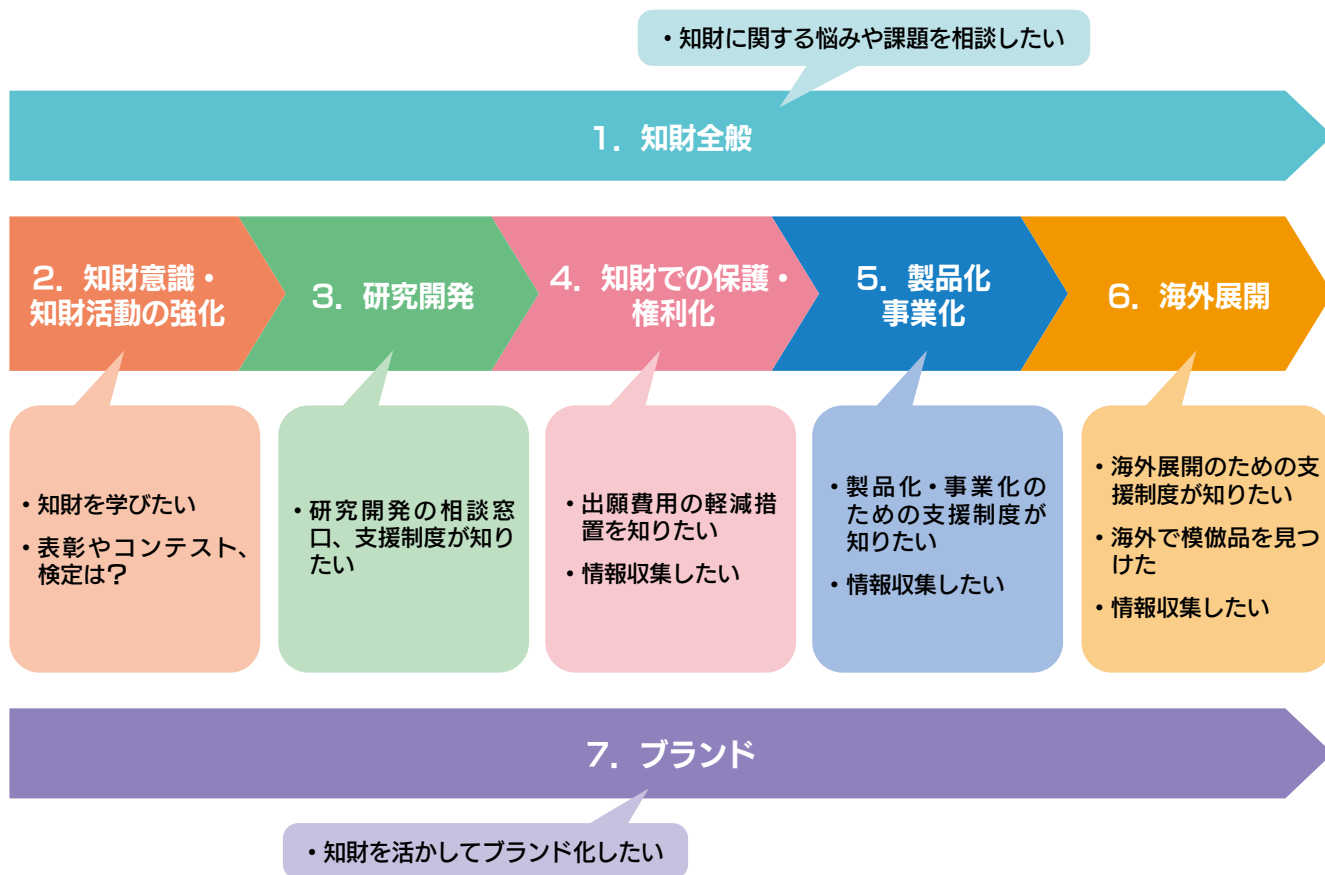 ・知財に関する悩みや課題を相談したい
1．知財全般
2．知財意識・
知財活動の強化
3．研究開発
4．知財での保護・
権利化
5．製品化
事業化
6．海外展開
・知財を学びたい
・表彰やコンテスト、
検定は？
・研究開発の相談窓
口、支援制度が知り
たい
・出願費用の軽減措
置を知りたい
・情報収集したい
・製品化・事業化の
ための支援制度が
知りたい
・情報収集したい
・海外展開のための支
援制度が知りたい
・海外で模倣品を見つ
けた
・情報収集したい
7．ブランド
・知財を活かしてブランド化したい